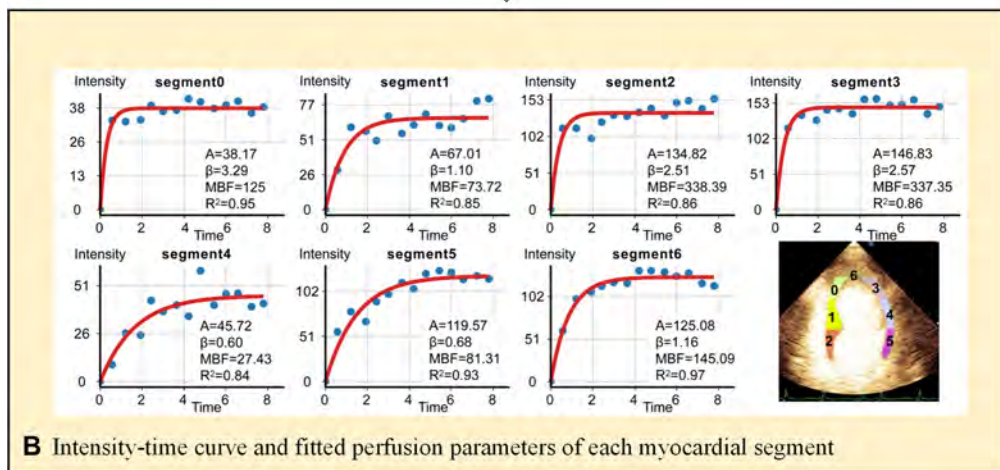 Intensity segment0
38
26
13
0
A=38.17
β=3.29
MBF=125
R²=0.95
0 2 4 6 8
Time
Intensity segment1
77
51
26
0
A=67.01
β=1.10
MBF=73.72
R²=0.85
0 2 4 6 8
Time
Intensity segment2
153
102
51
0
A=134.82
β=2.51
MBF=338.39
R²=0.86
0 2 4 6 8
Time
Intensity segment3
153
102
51
0
A=146.83
β=2.57
MBF=337.35
R²=0.86
0 2 4 6 8
Time
Intensity segment4
51
26
0
A=45.72
β=0.60
MBF=27.43
R²=0.84
0 2 4 6 8
Intensity segment5
102
51
0
A=119.57
β=0.68
MBF=81.31
R²=0.93
0 2 4 6 8
Intensity segment6
102
51
0
A=125.08
β=1.16
MBF=145.09
R²=0.97
0 2 4 6 8
6
0 3
1 4
2 5
B Intensity-time curve and fitted perfusion parameters of each myocardial segment